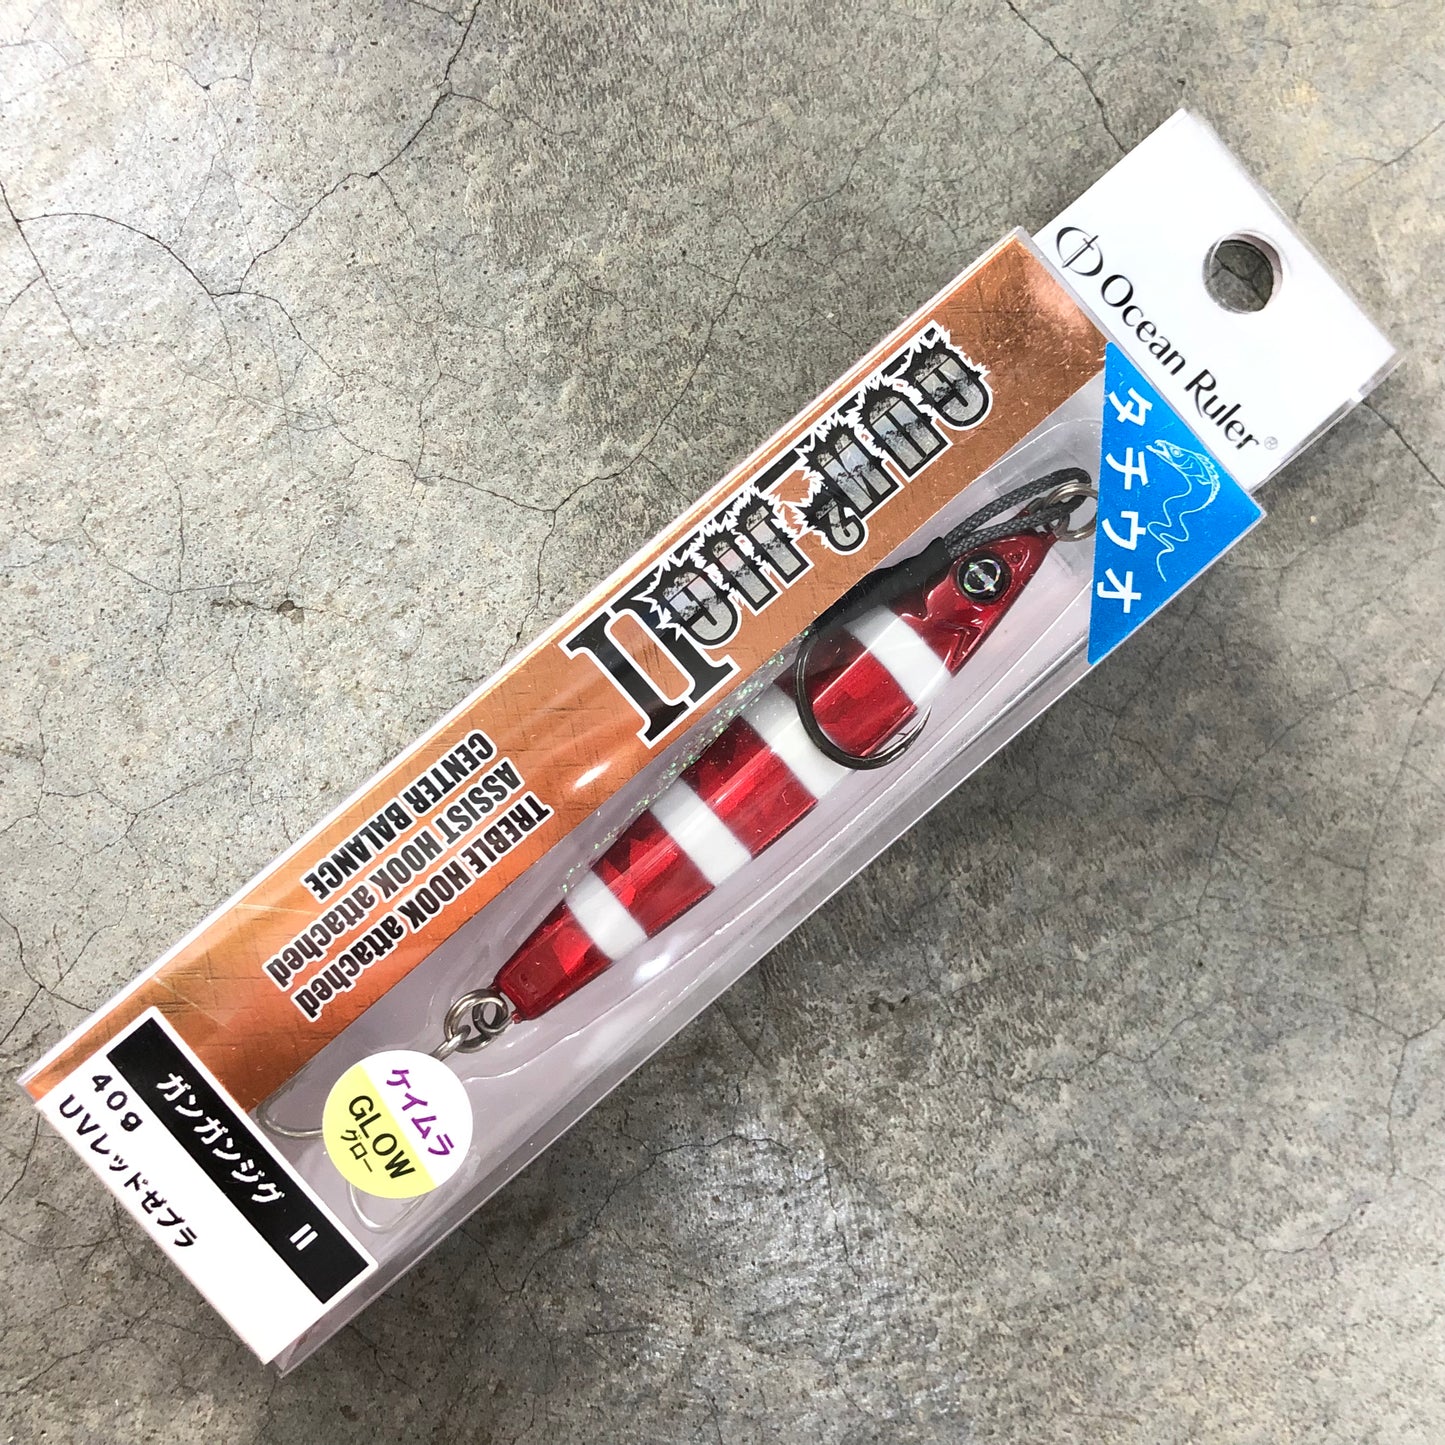 Ocean Ruler®
タチウオ
GUN2 JIG
II
CENTER BALANCE
ASSIST HOOK attached
TREBLE HOOK attached
ケイムラ
GLOW
グロー
ガンガンジグ II
40g
UVレッドゼブラ